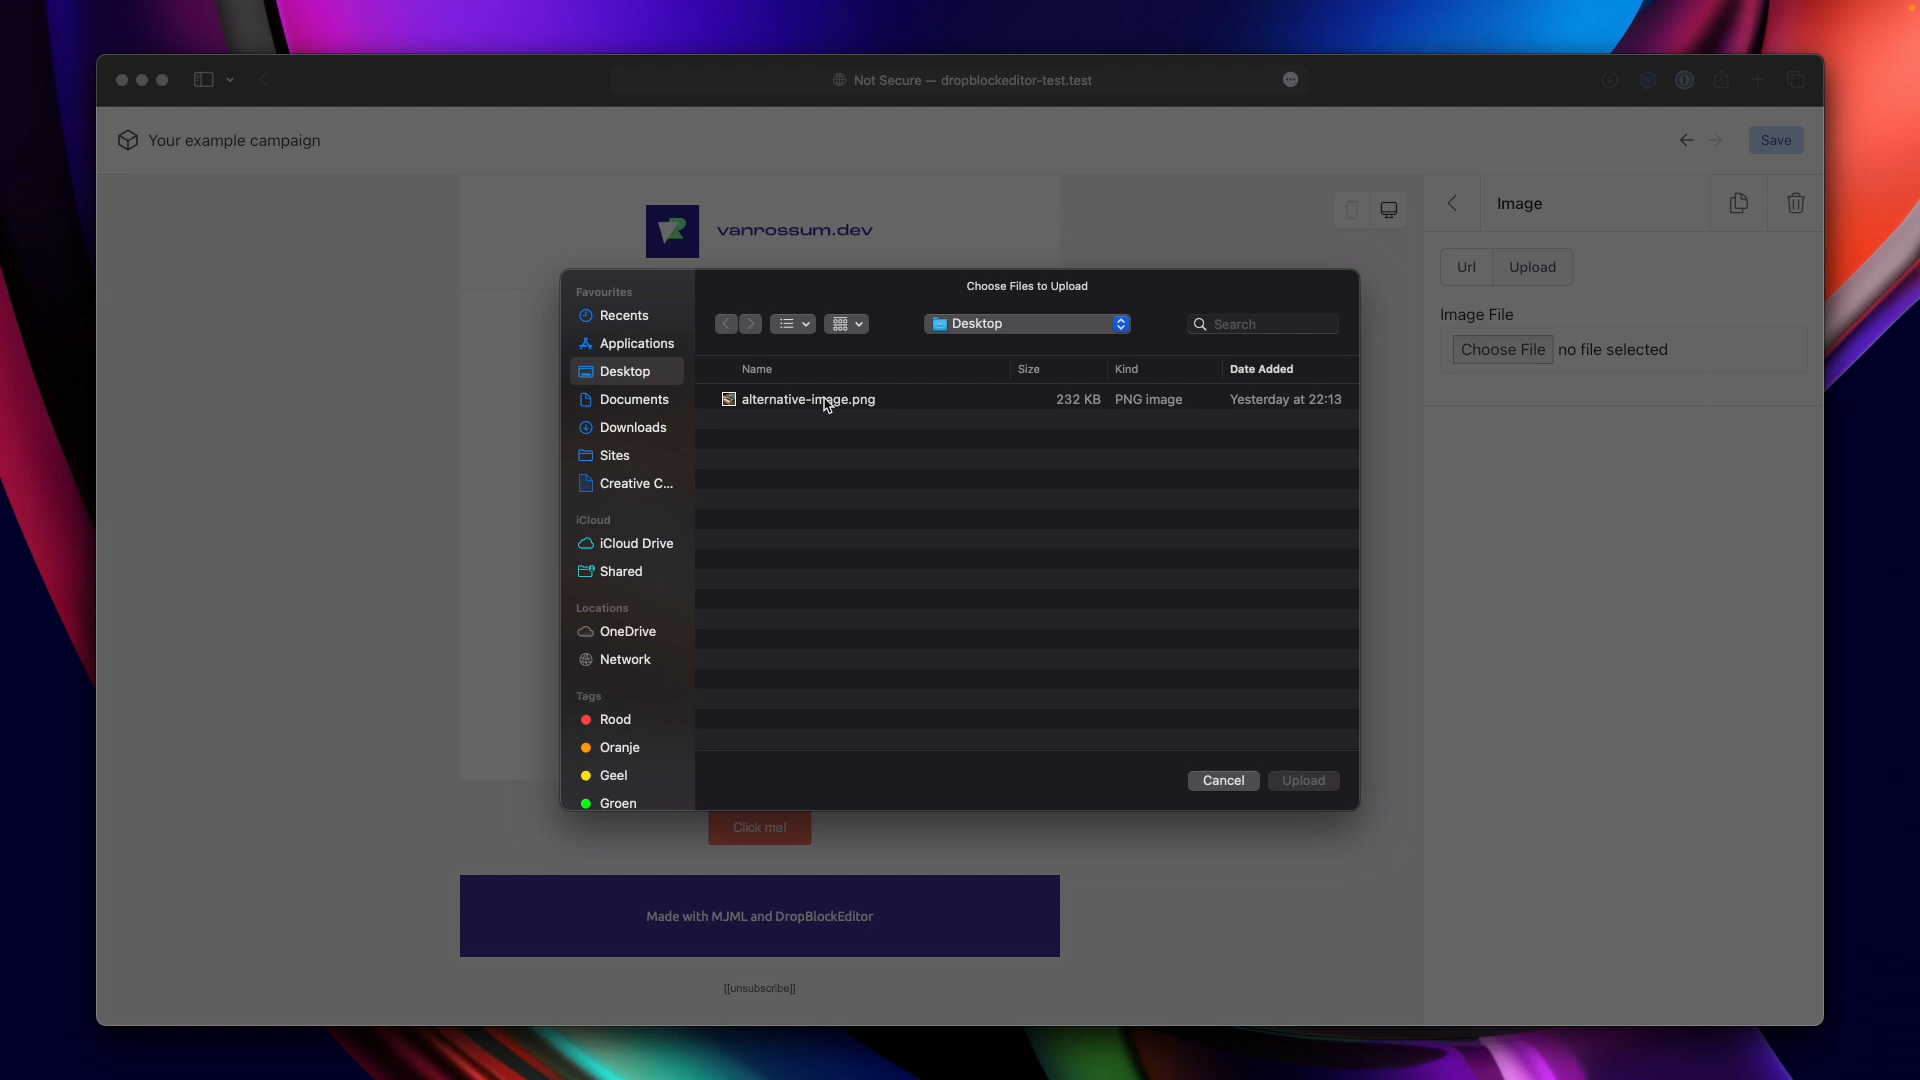 Not Secure — dropblockeditor-test.test
Your example campaign
Save
vanrossum.dev
Image
Url
Upload
Image File
Choose File no file selected
Choose Files to Upload
Favourites
Recents
Applications
Desktop
Documents
Downloads
Sites
Creative C...
iCloud
iCloud Drive
Shared
Locations
OneDrive
Network
Tags
Rood
Oranje
Geel
Groen
Desktop
Search
Name Size Kind Date Added
alternative-image.png 232 KB PNG image Yesterday at 22:13
Cancel
Upload
Click me!
Made with MJML and DropBlockEditor
[[unsubscribe]]